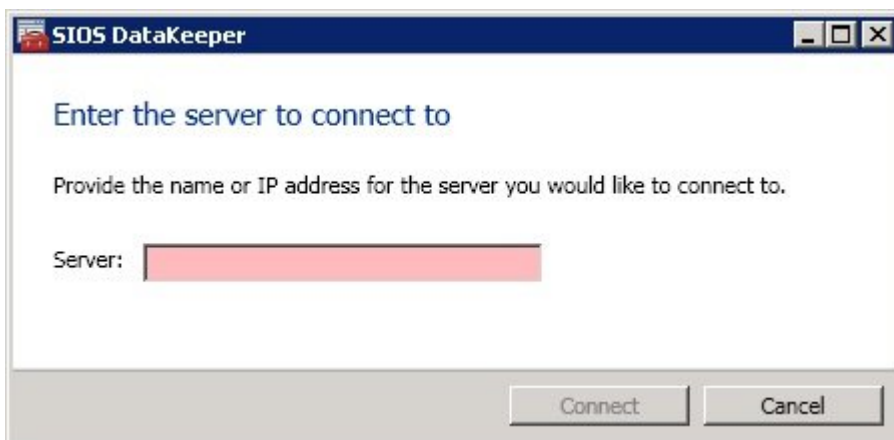 SIOS DataKeeper
Enter the server to connect to
Provide the name or IP address for the server you would like to connect to.
Server:
Connect Cancel